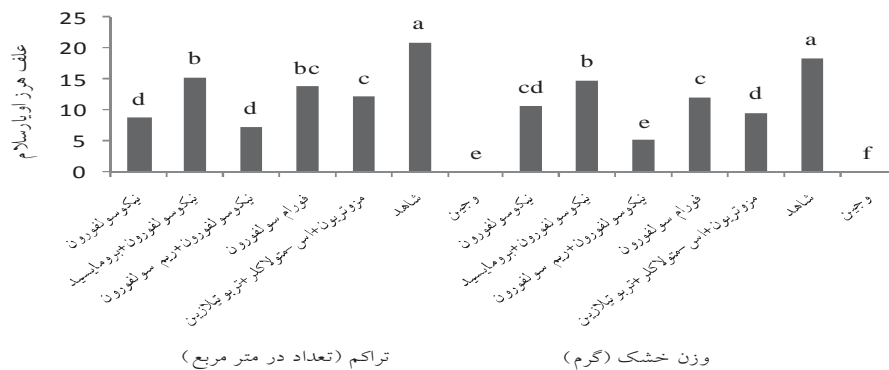 علف هرز اویارسلام
25
20
15
10
5
0
d
b
d
bc
c
a
e
cd
b
e
c
d
a
f
نیکوسولفورون
نیکوسولفورون+بروماسید
نیکوسولفورون+ریم سولفورون
فورام سولفورون
مزوتریون+اس-متولاکلر+تربوتیلازین
شاهد
وجین
نیکوسولفورون
نیکوسولفورون+برومایسید
نیکوسولفورون+ریم سولفورون
فورام سولفورون
مزوتریون+اس-متولاکلر+تربوتیلازین
شاهد
وجین
تراکم (تعداد در متر مربع)
وزن خشک (گرم)